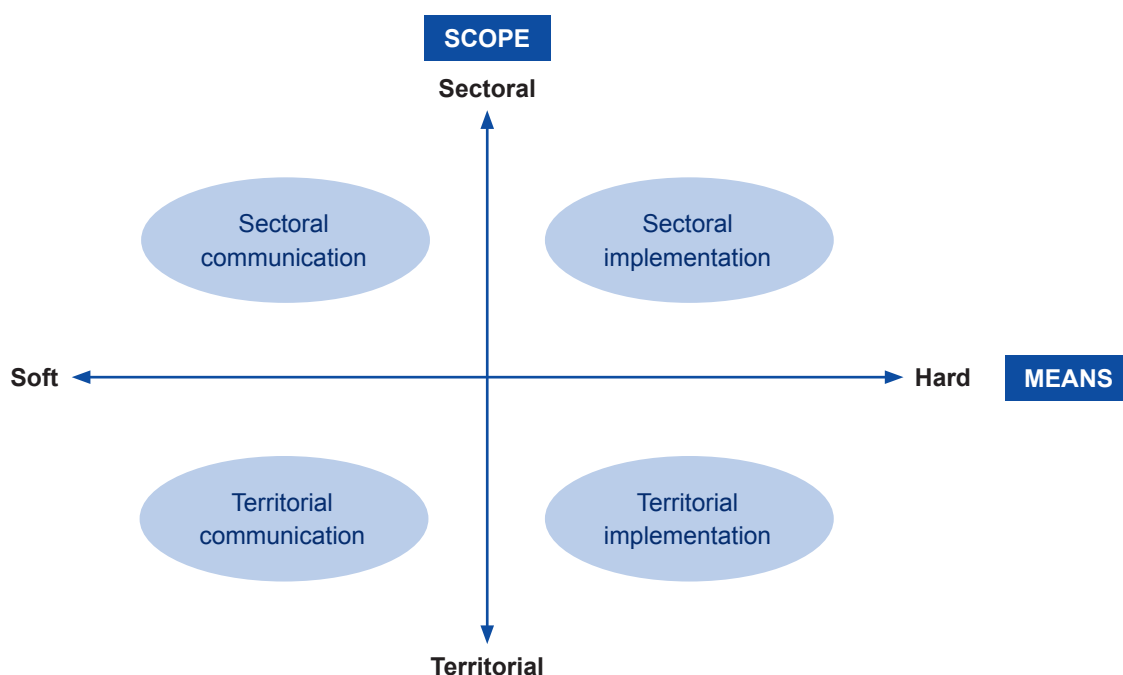 SCOPE
Sectoral
Sectoral
communication
Sectoral
implementation
Soft
Hard
MEANS
Territorial
communication
Territorial
implementation
Territorial